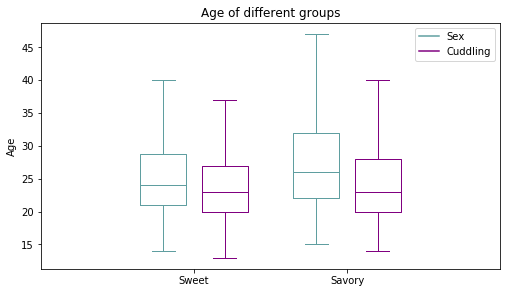 Age of different groups
Sex
Cuddling
Age
45
40
35
30
25
20
15
Sweet
Savory